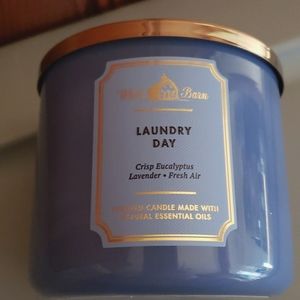 Barn
LAUNDRY
DAY
Crisp Eucalyptus
Lavender • Fresh Air
CANDLE MADE WITH
ESSENTIAL OILS